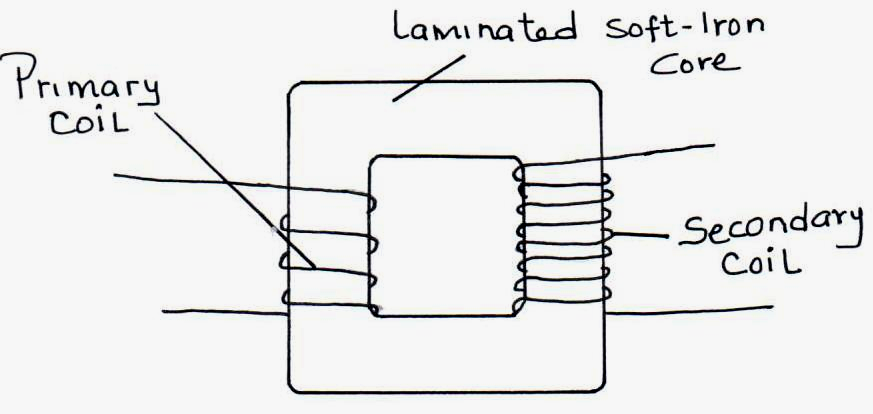 Laminated Soft-Iron
Core
Primary
Coil
Secondary
Coil